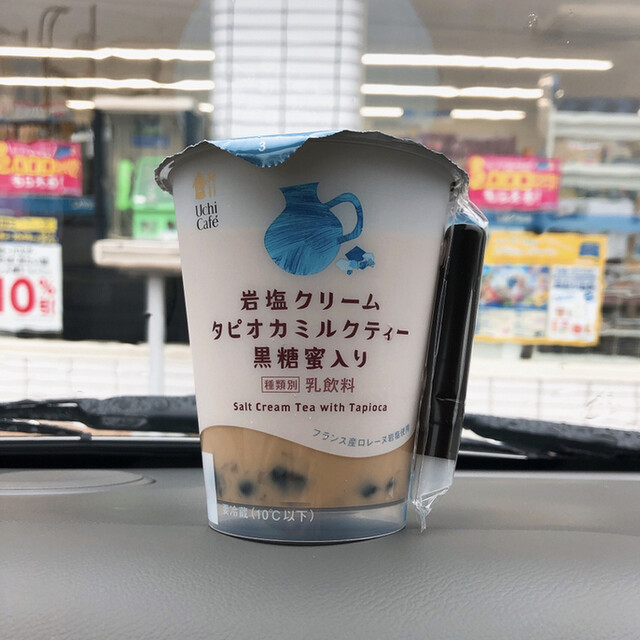 3
Uchi
Café
岩塩クリーム
タピオカミルクティー
黒糖蜜入り
種類別 乳飲料
Salt Cream Tea with Tapioca
フランス産ロレーヌ岩塩使用
要冷蔵(10℃以下)
10%
引!